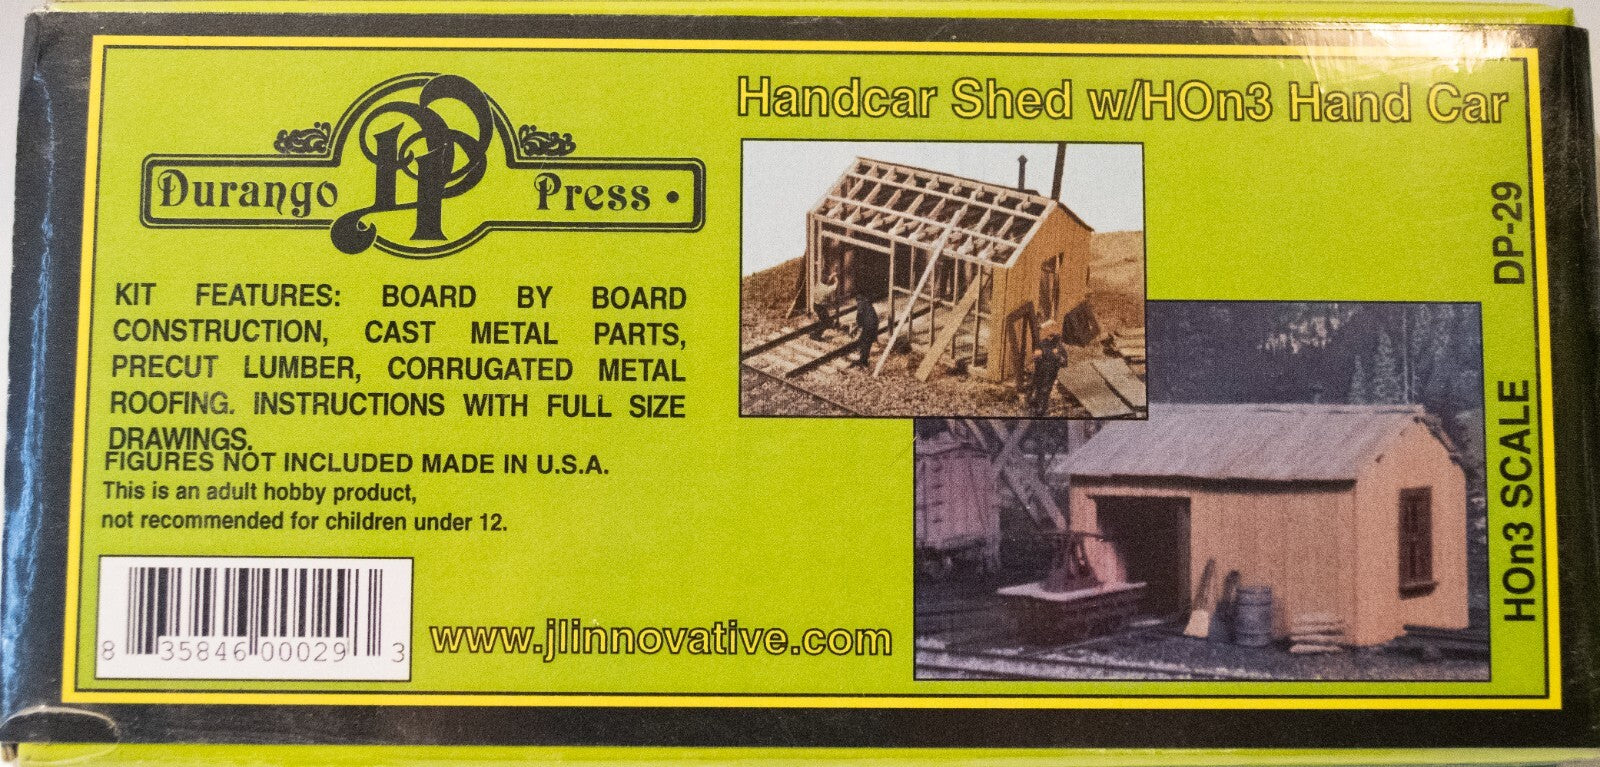 Durango Press •
KIT FEATURES: BOARD BY BOARD
CONSTRUCTION, CAST METAL PARTS,
PRECUT LUMBER, CORRUGATED METAL
ROOFING. INSTRUCTIONS WITH FULL SIZE
DRAWINGS.
FIGURES NOT INCLUDED MADE IN U.S.A.
This is an adult hobby product,
not recommended for children under 12.
8 35846 00029 3
www.jlinnovative.com
Handcar Shed w/HOn3 Hand Car
DP-29
HOn3 SCALE